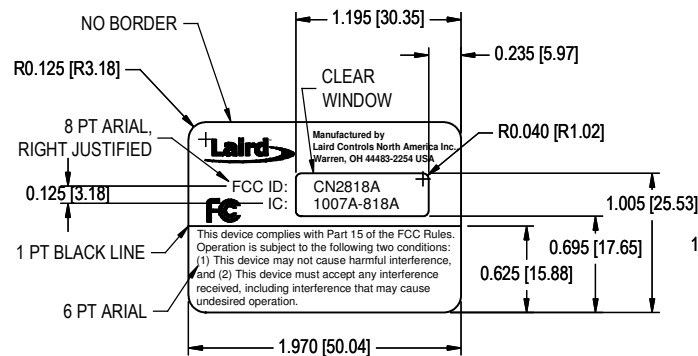 1.195 [30.35]
NO BORDER
0.235 [5.97]
R0.125 [R3.18]
CLEAR
WINDOW
8 PT ARIAL,
RIGHT JUSTIFIED
Laird
Manufactured by
Laird Controls North America Inc.
Warren, OH 44483-2254 USA
R0.040 [R1.02]
FCC ID: CN2818A
0.125 [3.18]
IC: 1007A-818A
FC
1.005 [25.53]
This device complies with Part 15 of the FCC Rules.
Operation is subject to the following two conditions:
(1) This device may not cause harmful interference,
and (2) This device must accept any interference
received, including interference that may cause
undesired operation.
1 PT BLACK LINE
0.695 [17.65]
1
0.625 [15.88]
6 PT ARIAL
1.970 [50.04]